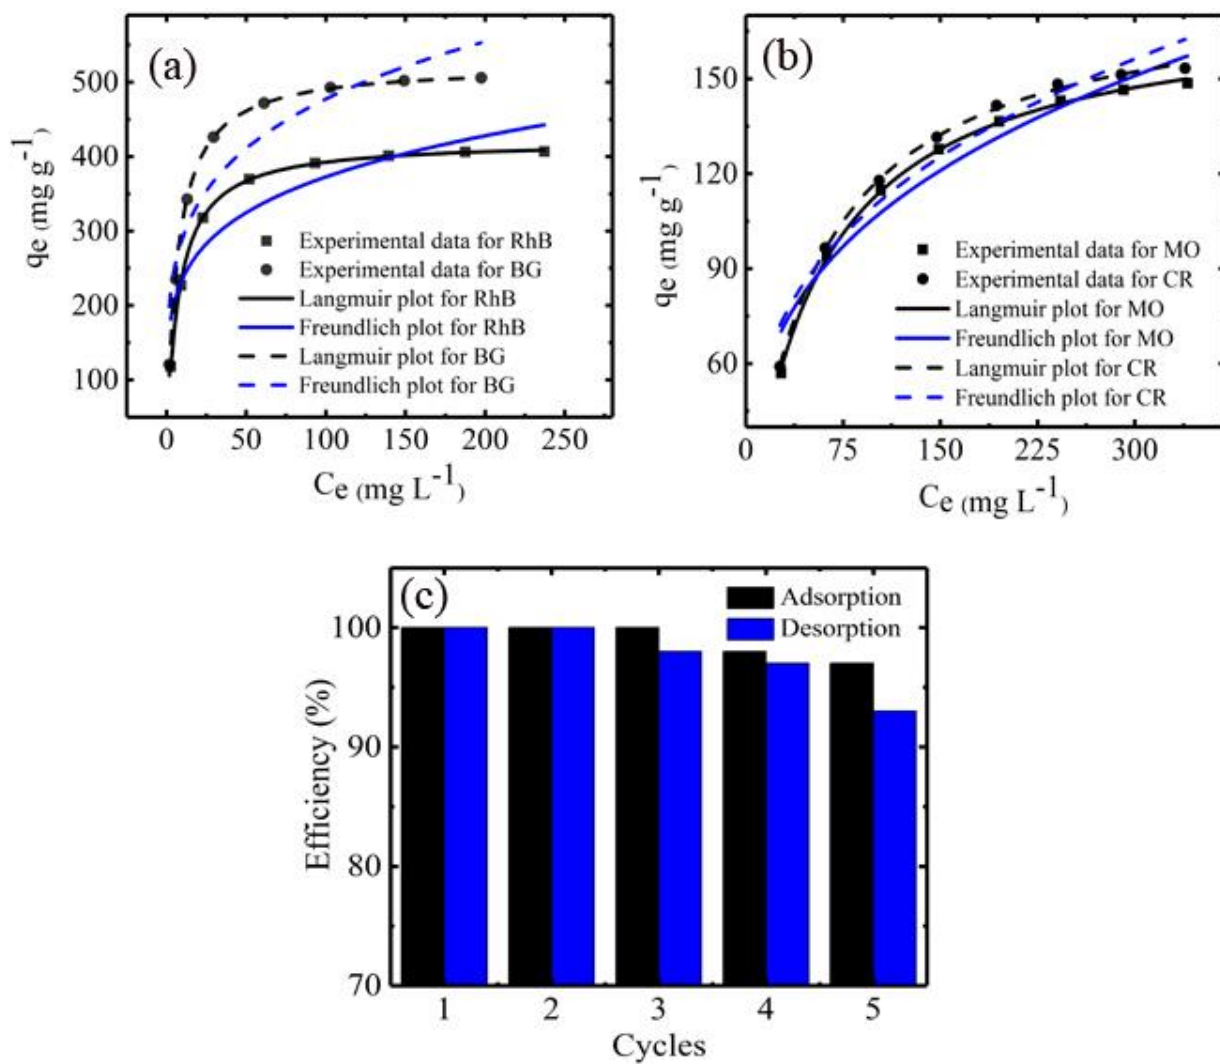 (a)
500
400
300
200
100
qe (mg g-1)
Experimental data for RhB
Experimental data for BG
Langmuir plot for RhB
Freundlich plot for RhB
Langmuir plot for BG
Freundlich plot for BG
0 50 100 150 200 250
Ce (mg L-1)
(b)
150
120
90
60
qe (mg g-1)
Experimental data for MO
Experimental data for CR
Langmuir plot for MO
Freundlich plot for MO
Langmuir plot for CR
Freundlich plot for CR
0 75 150 225 300
Ce (mg L-1)
(c)
Adsorption
Desorption
100
90
80
70
Efficiency (%)
1 2 3 4 5
Cycles